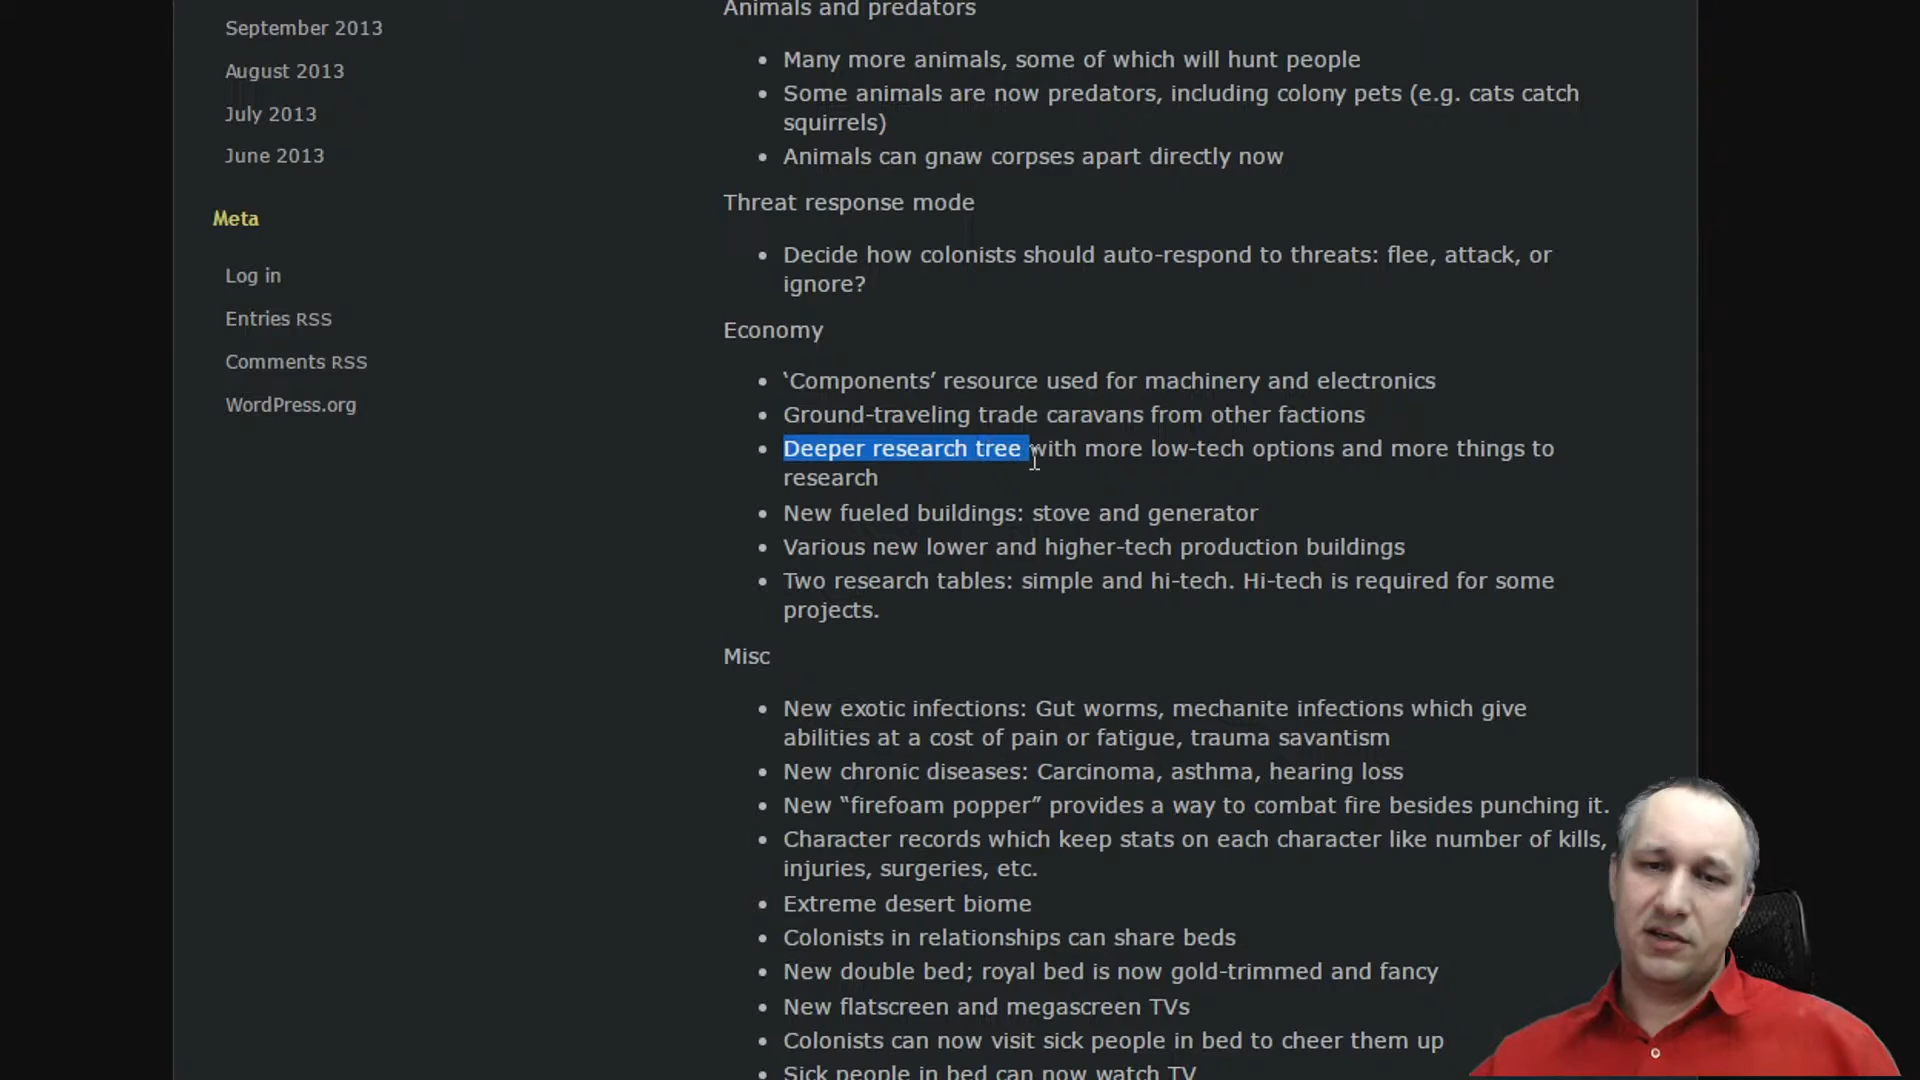 September 2013
August 2013
July 2013
June 2013
Meta
Log in
Entries RSS
Comments RSS
WordPress.org
Animals and predators
Many more animals, some of which will hunt people
Some animals are now predators, including colony pets (e.g. cats catch
squirrels)
Animals can gnaw corpses apart directly now
Threat response mode
Decide how colonists should auto-respond to threats: flee, attack, or
ignore?
Economy
‘Components’ resource used for machinery and electronics
Ground-traveling trade caravans from other factions
Deeper research tree with more low-tech options and more things to
research
New fueled buildings: stove and generator
Various new lower and higher-tech production buildings
Two research tables: simple and hi-tech. Hi-tech is required for some
projects.
Misc
New exotic infections: Gut worms, mechanite infections which give
abilities at a cost of pain or fatigue, trauma savantism
New chronic diseases: Carcinoma, asthma, hearing loss
New “firefoam popper” provides a way to combat fire besides punching it.
Character records which keep stats on each character like number of kills,
injuries, surgeries, etc.
Extreme desert biome
Colonists in relationships can share beds
New double bed; royal bed is now gold-trimmed and fancy
New flatscreen and megascreen TVs
Colonists can now visit sick people in bed to cheer them up
Sick people in bed can now watch TV